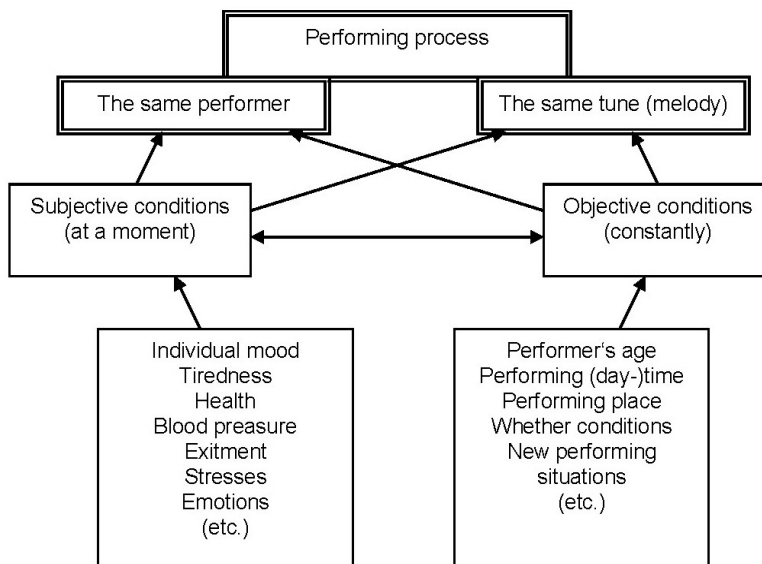 Performing process
The same performer
The same tune (melody)
Subjective conditions
(at a moment)
Objective conditions
(constantly)
Individual mood
Tiredness
Health
Blood preasure
Exitment
Stresses
Emotions
(etc.)
Performer‘s age
Performing (day-)time
Performing place
Whether conditions
New performing
situations
(etc.)